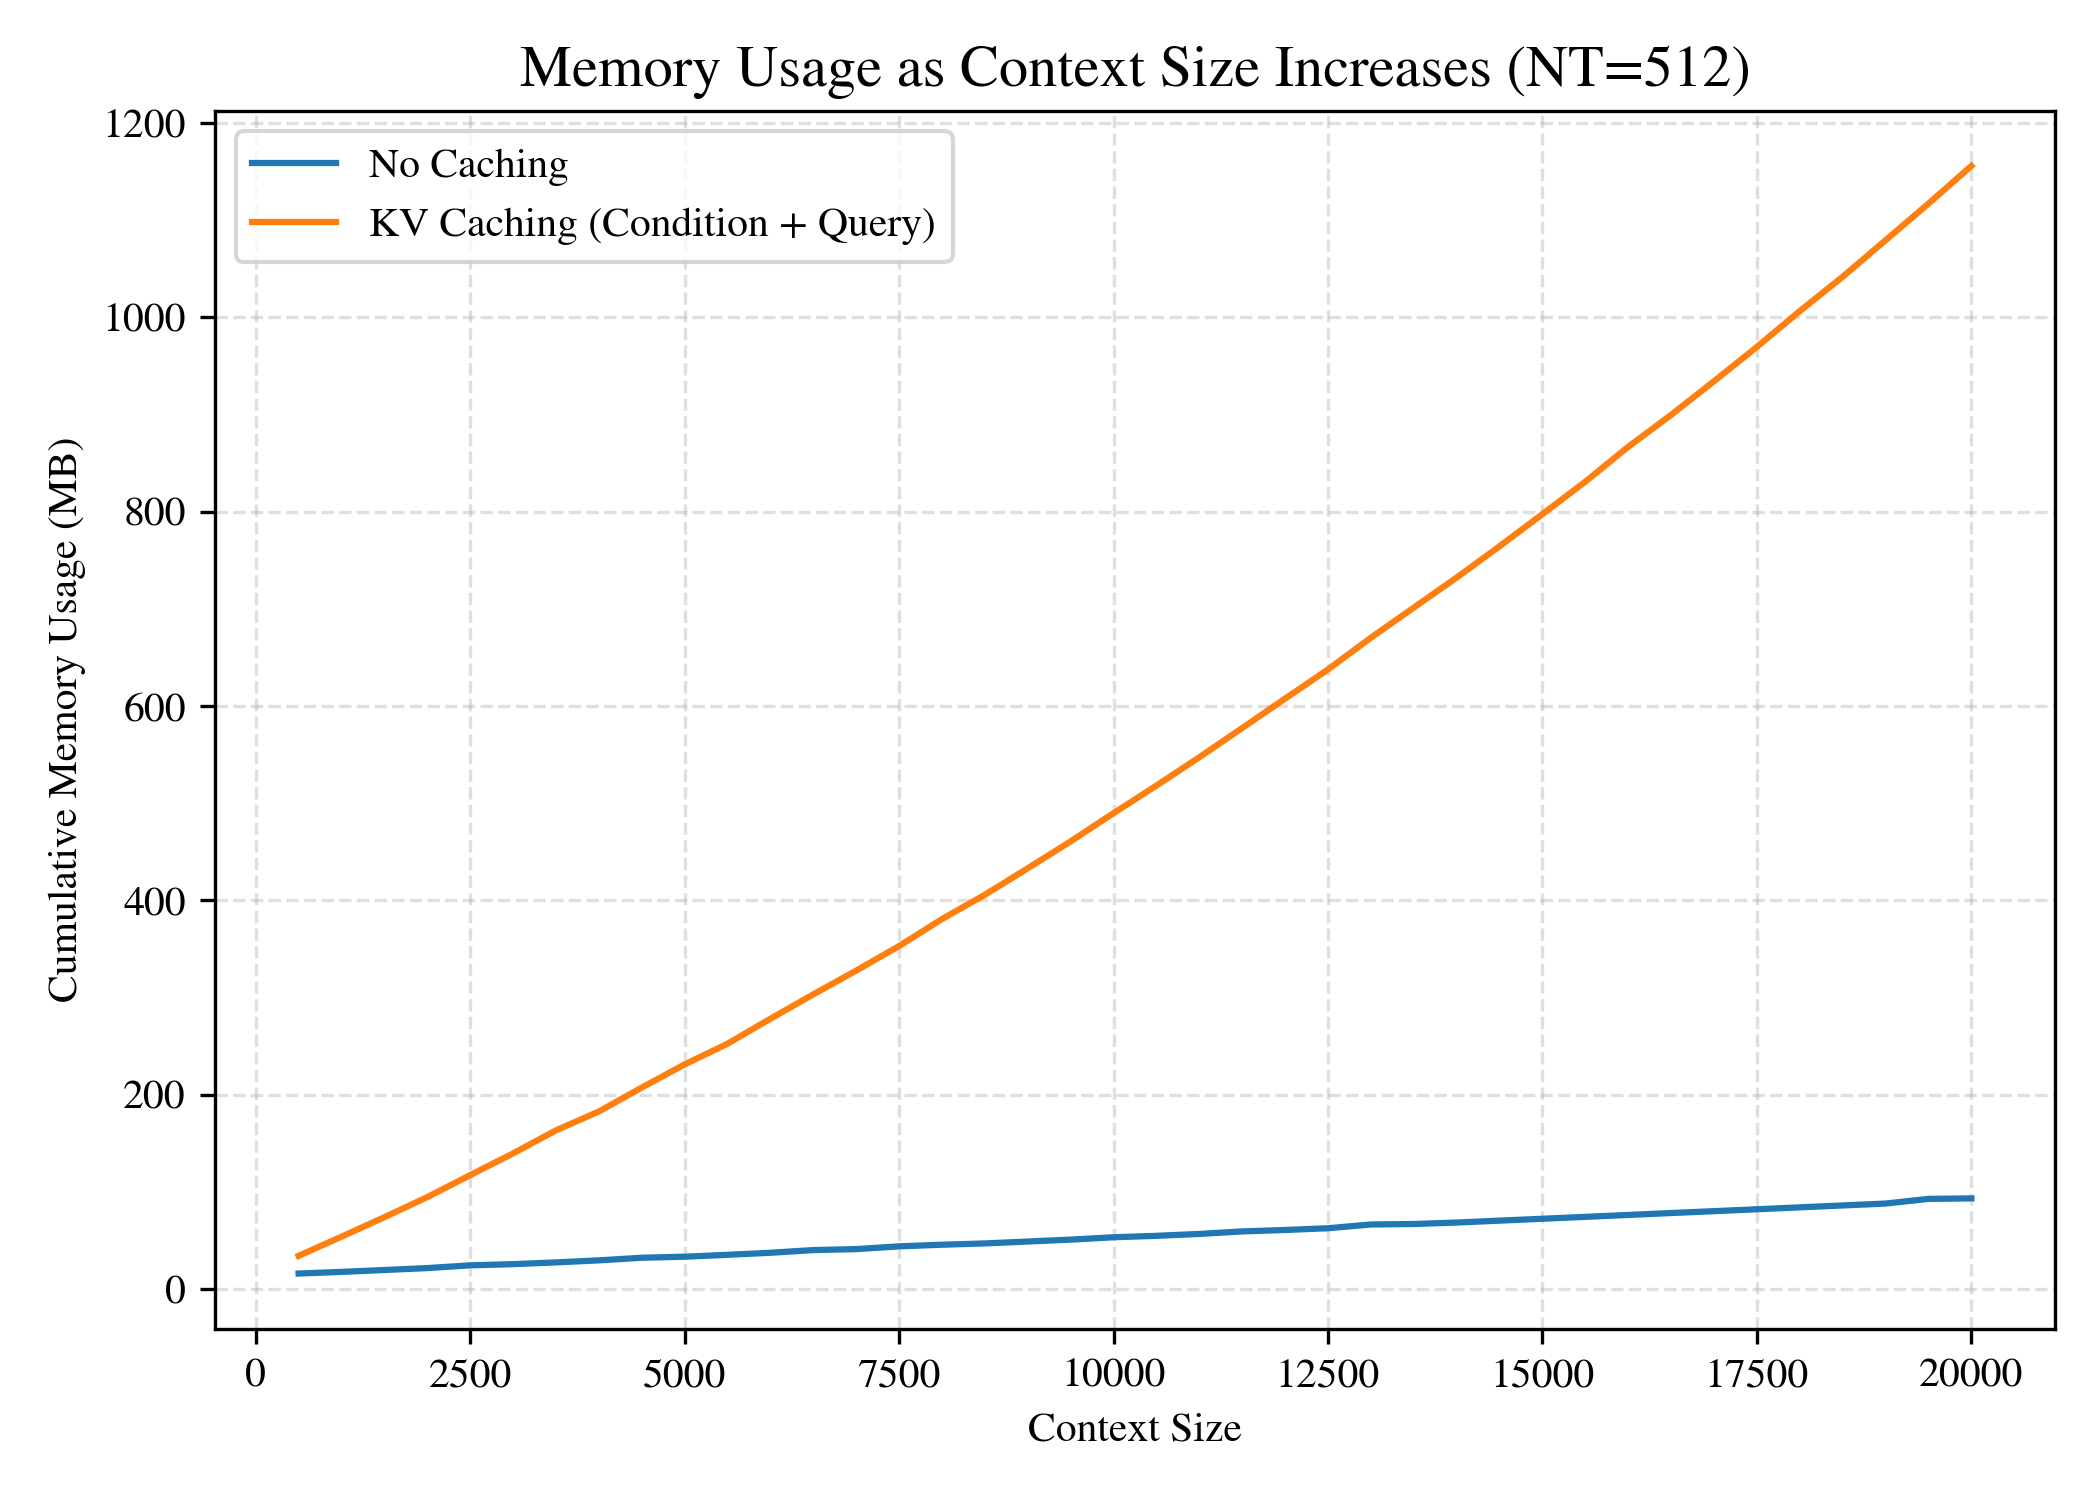 Memory Usage as Context Size Increases (NT=512)
No Caching
KV Caching (Condition + Query)
Cumulative Memory Usage (MB)
1200
1000
800
600
400
200
0
0 2500 5000 7500 10000 12500 15000 17500 20000
Context Size